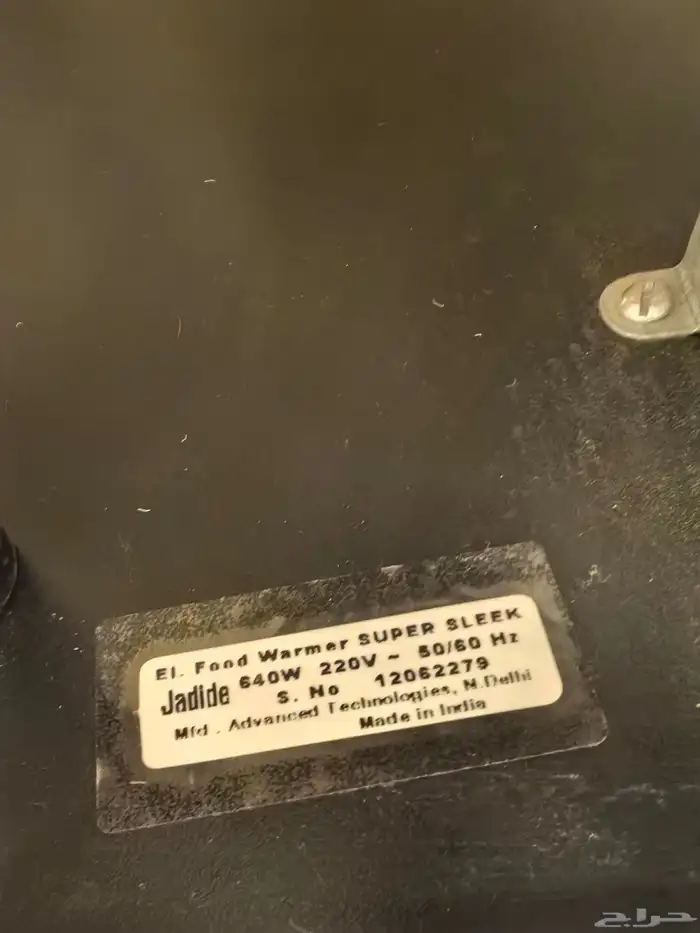 El. Food Warmer SUPER SLEEK
Jadide 640W 220V ~ 50/60 Hz
S. No 12062279
Mfd . Advanced Technologies, N.Delhi
Made in India
حراج